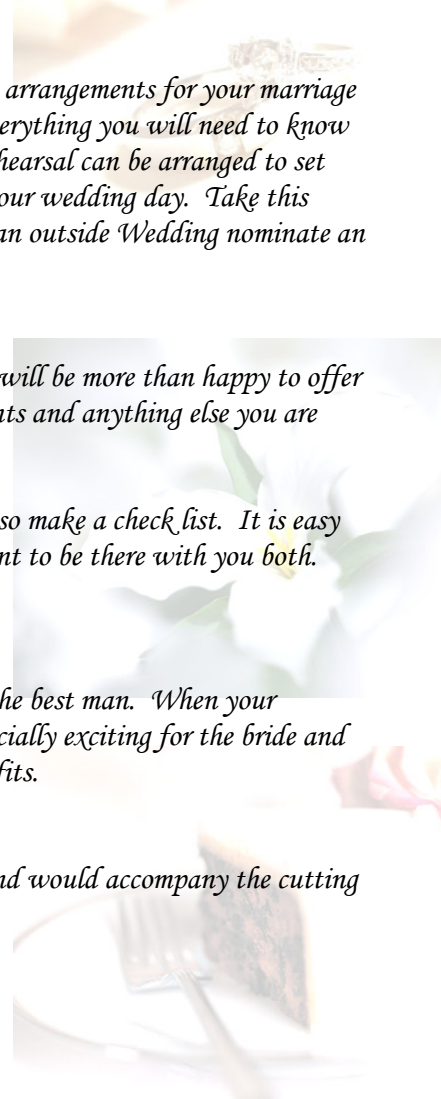 arrangements for your marriage
erything you will need to know
hearsal can be arranged to set
our wedding day. Take this
an outside Wedding nominate an
will be more than happy to offer
nts and anything else you are
so make a check list. It is easy
nt to be there with you both.
he best man. When your
cially exciting for the bride and
fits.
nd would accompany the cutting